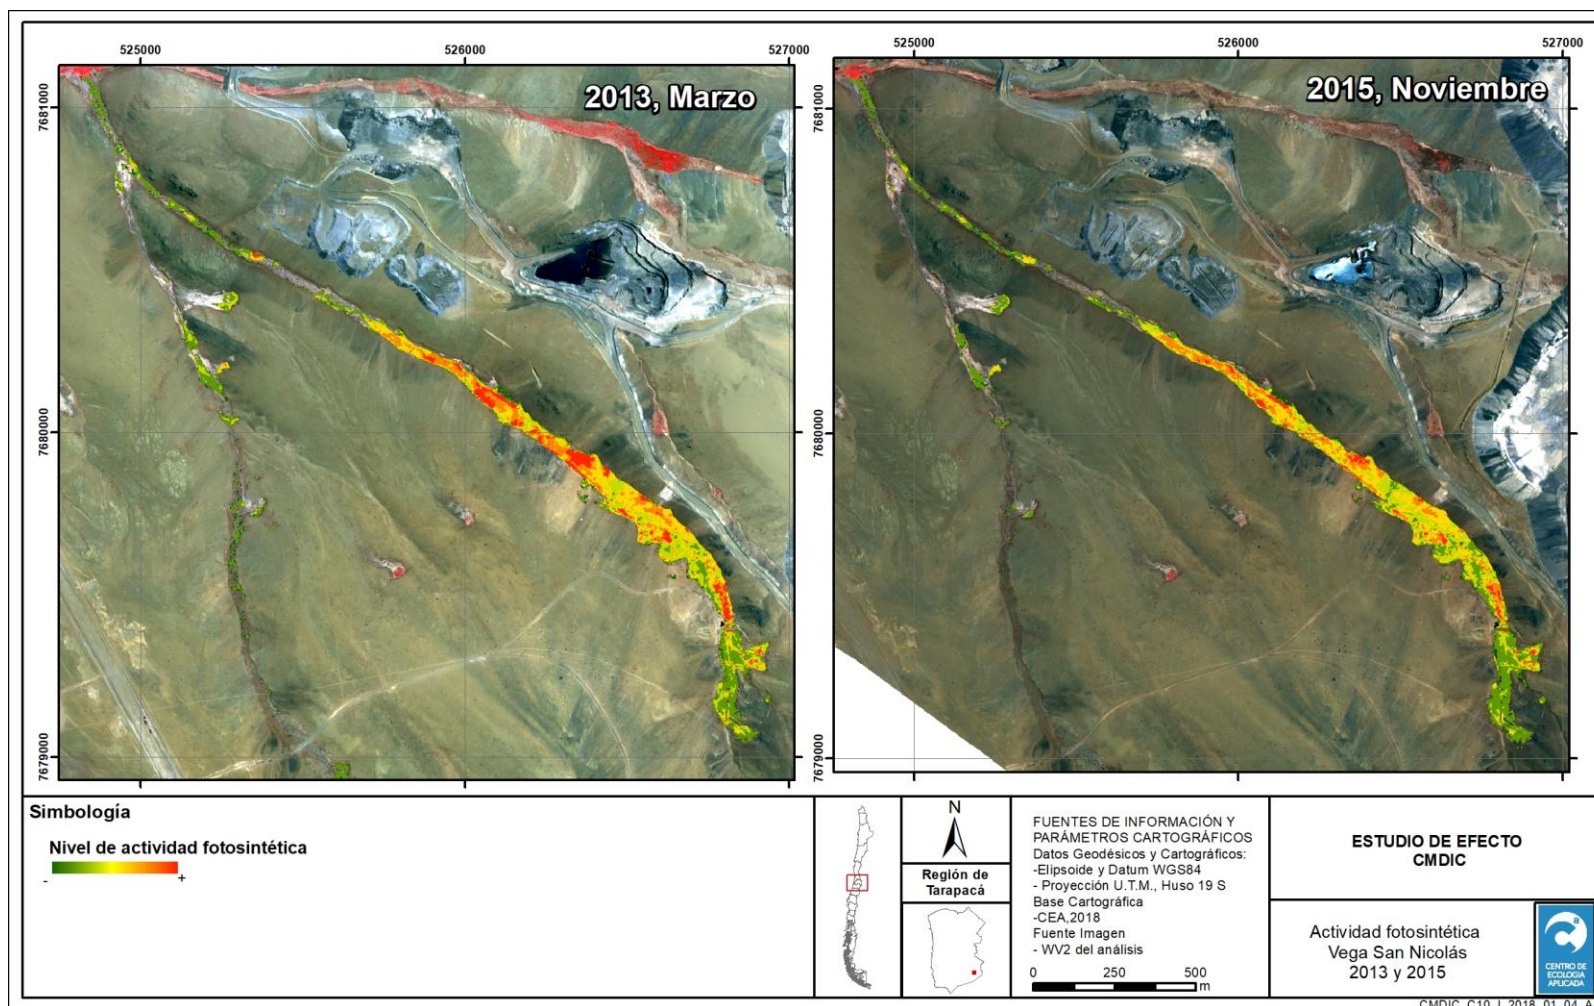 525000
526000
527000
525000
526000
527000
2013, Marzo
2015, Noviembre
7681000
7680000
7679000
7681000
7680000
7679000
Simbología
Nivel de actividad fotosintética
- +
N
Región de
Tarapacá
FUENTES DE INFORMACIÓN Y
PARÁMETROS CARTOGRÁFICOS
Datos Geodésicos y Cartográficos:
-Elipsoide y Datum WGS84
- Proyección U.T.M., Huso 19 S
Base Cartográfica
-CEA,2018
Fuente Imagen
- WV2 del análisis
0 250 500
m
ESTUDIO DE EFECTO
CMDIC
Actividad fotosintética
Vega San Nicolás
2013 y 2015
CENTRO DE
ECOLOGIA
APLICADA
CMDIC_C10_I_2018_01_04_A